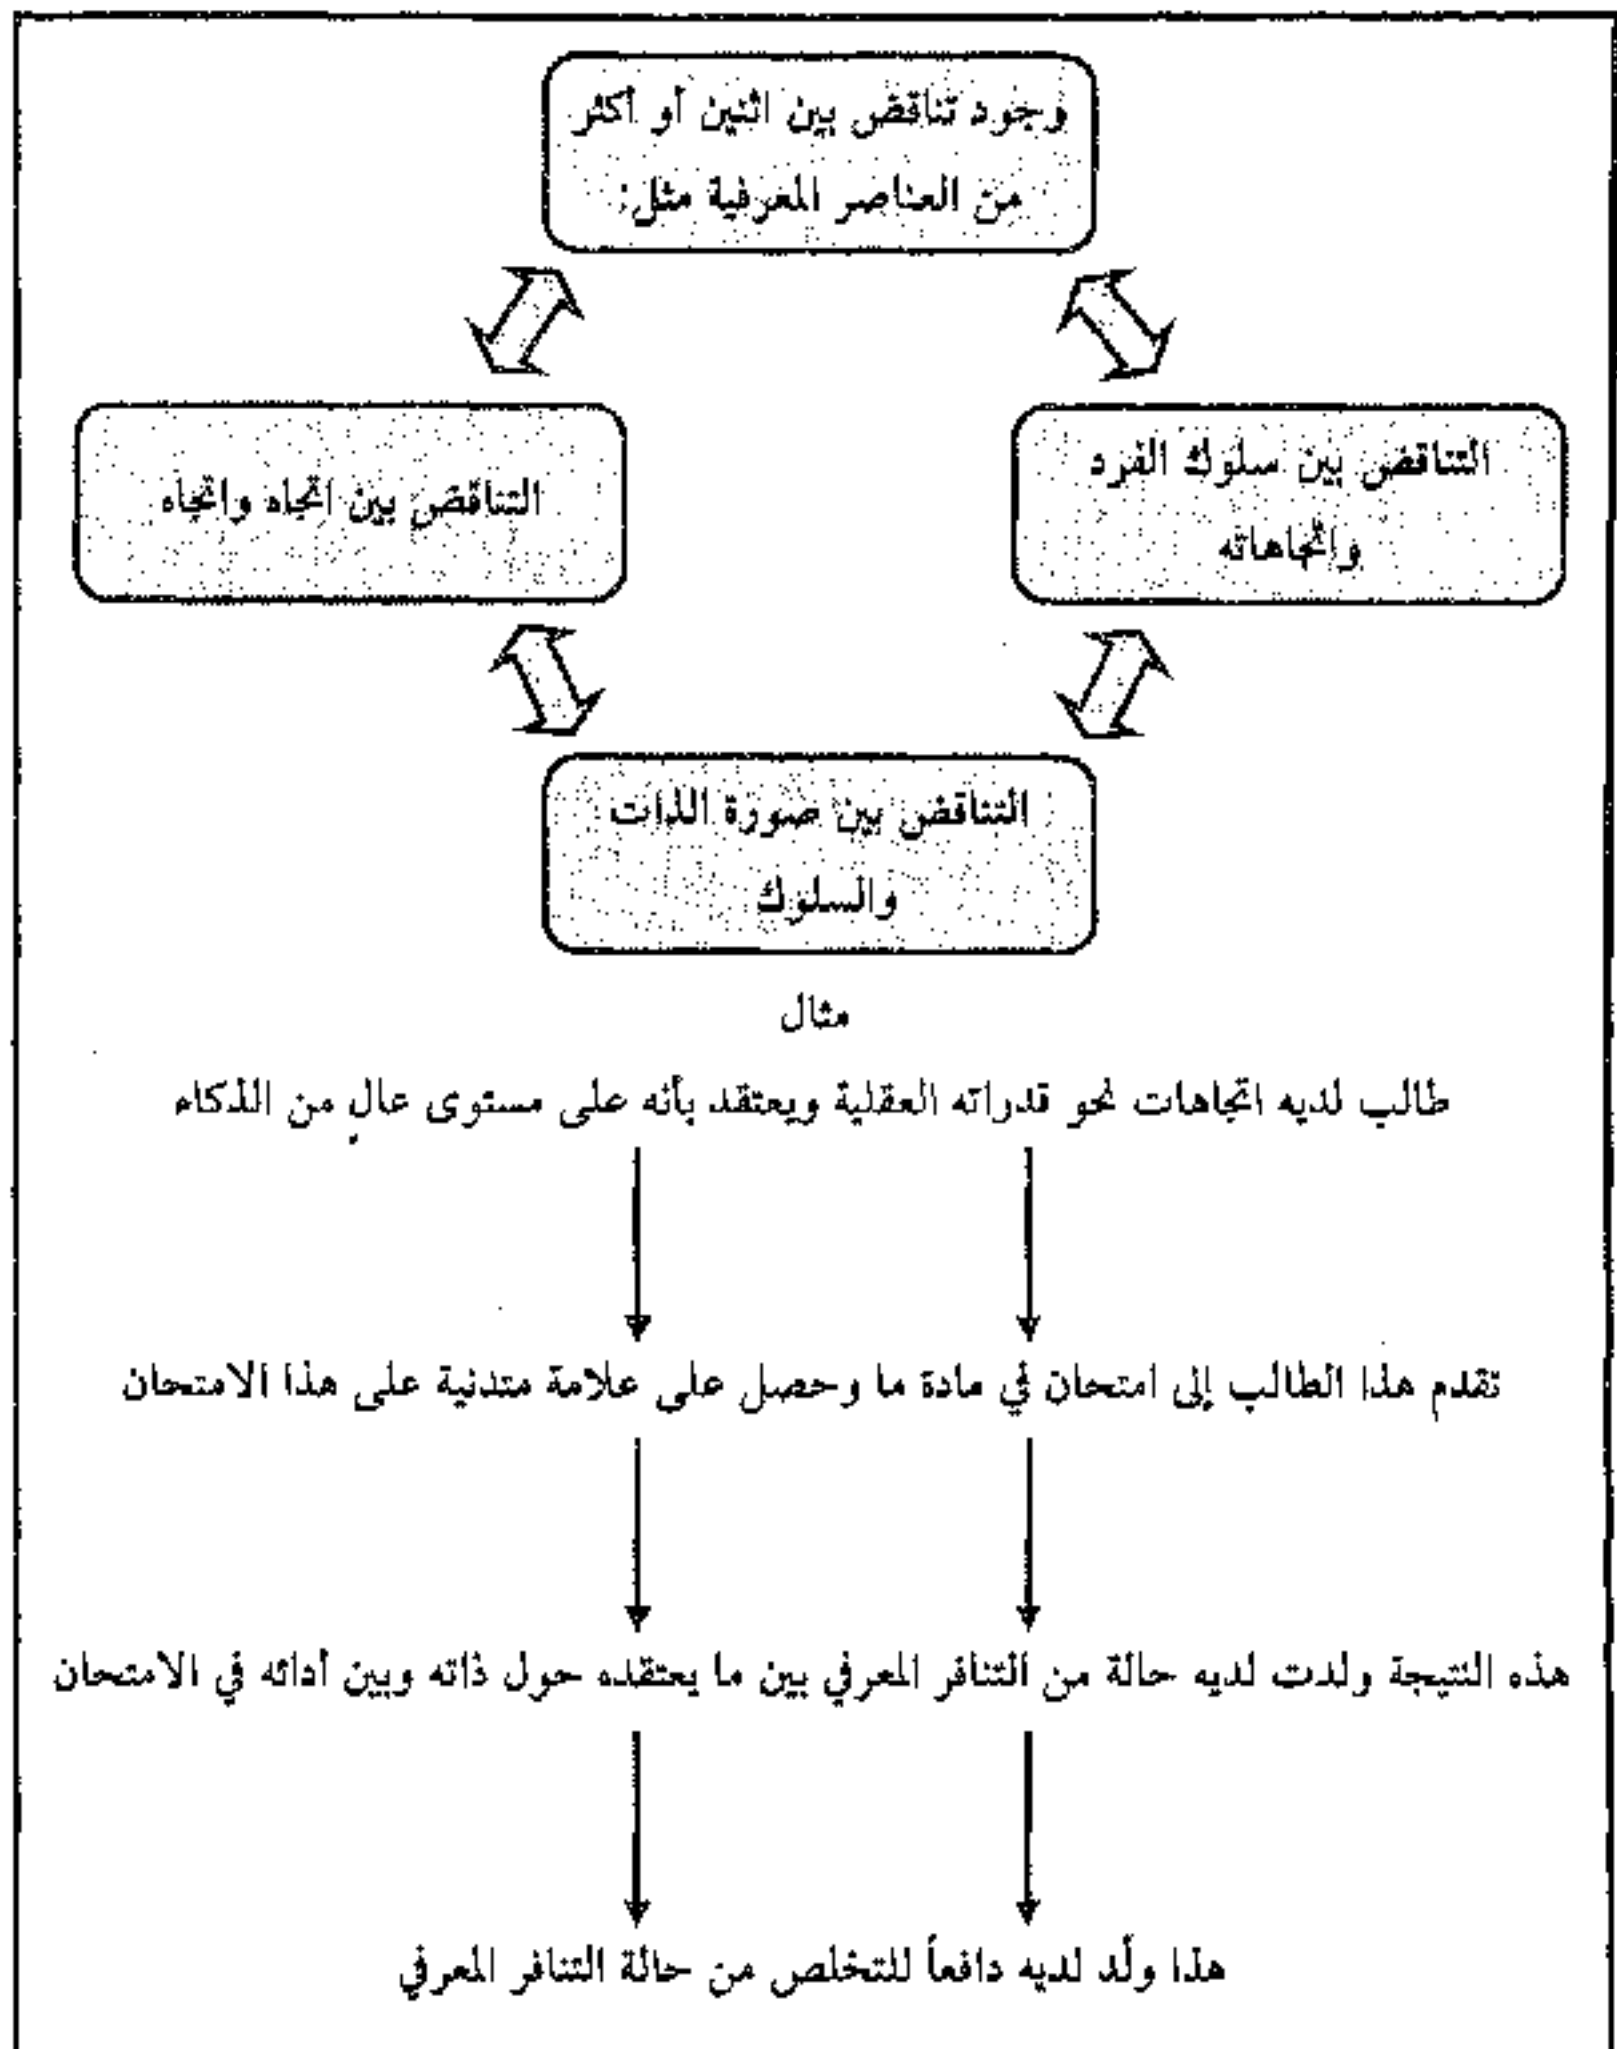 وجود تناقض بين اثنين أو أكثر
من العناصر المعرفية مثل:
التناقض بين سلوك الفرد
واتجاهاته
التناقض بين اتجاه واتجاه
التناقض بين صورة الذات
والسلوك
مثال
طالب لديه اتجاهات نحو قدراته العقلية ويعتقد بأنه على مستوى عالٍ من الذكاء
تقدم هذا الطالب إلى امتحان في مادة ما وحصل على علامة متدنية على هذا الامتحان
هذه النتيجة ولدت لديه حالة من التنافر المعرفي بين ما يعتقده حول ذاته وبين أدائه في الامتحان
هذا ولّد لديه دافعاً للتخلص من حالة التنافر المعرفي